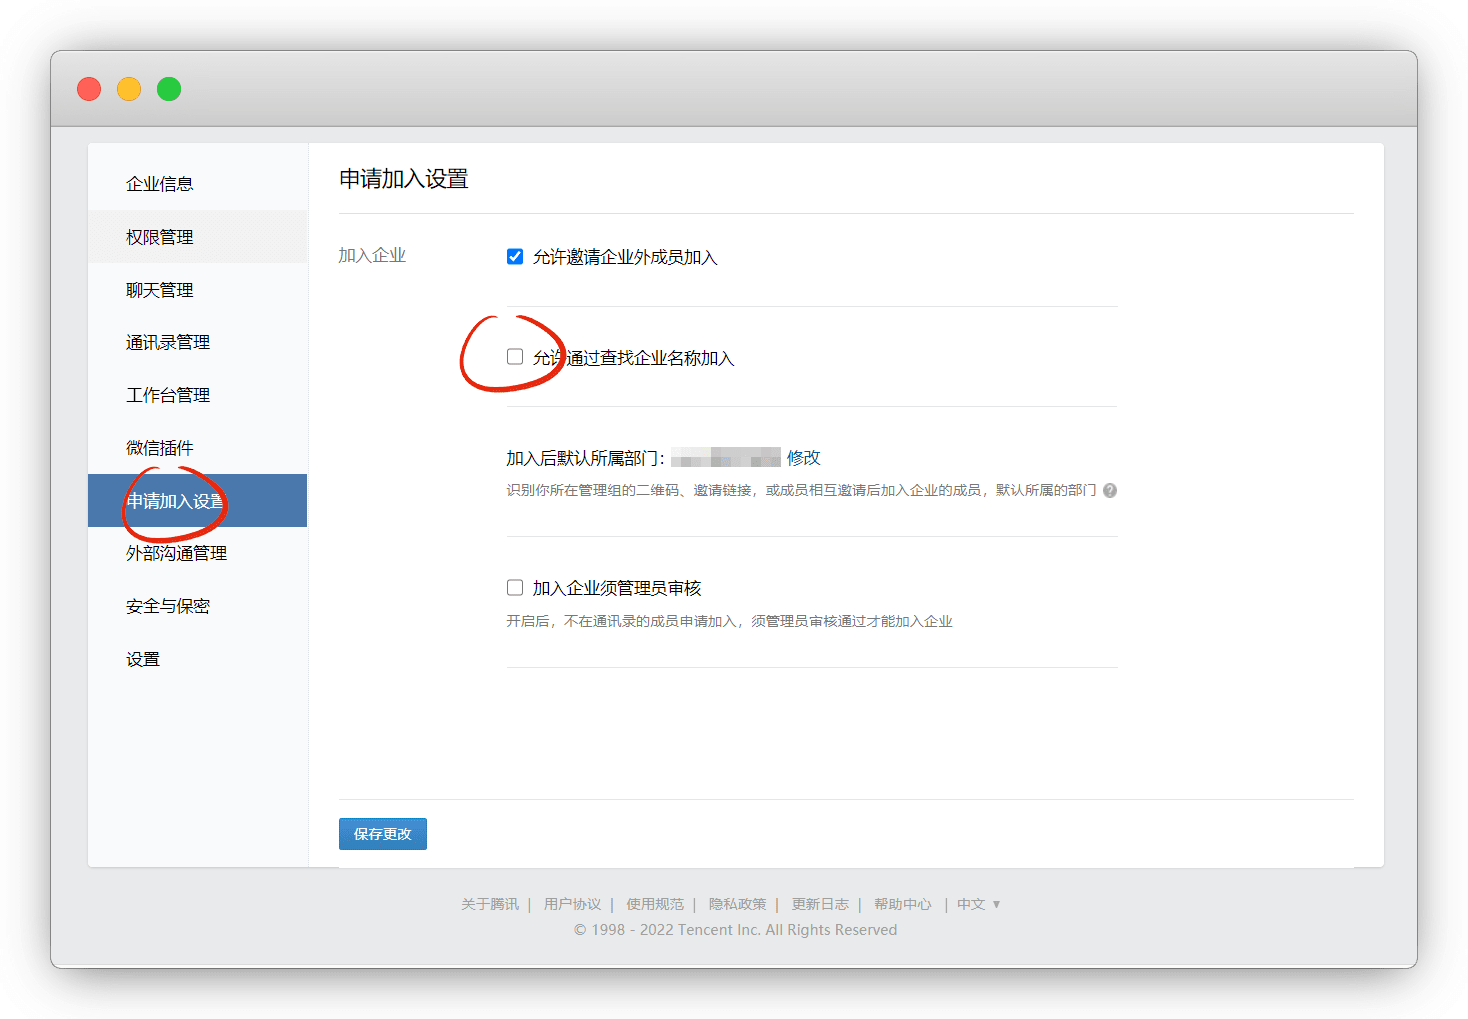 企业信息
权限管理
聊天管理
通讯录管理
工作台管理
微信插件
申请加入设置
外部沟通管理
安全与保密
设置
申请加入设置
加入企业
允许邀请企业外成员加入
允许通过查找企业名称加入
加入后默认所属部门： 修改
识别你所在管理组的二维码、邀请链接，或成员相互邀请后加入企业的成员，默认所属的部门 ?
加入企业须管理员审核
开启后，不在通讯录的成员申请加入，须管理员审核通过才能加入企业
保存更改
关于腾讯 | 用户协议 | 使用规范 | 隐私政策 | 更新日志 | 帮助中心 | 中文 ▼
© 1998 - 2022 Tencent Inc. All Rights Reserved